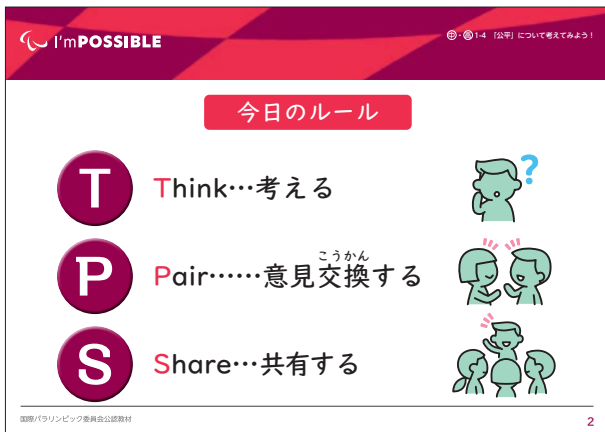 I'mPOSSIBLE
中・高1-4 「公平」について考えてみよう!
今日のルール
T
Think…考える
?
P
こうかん
Pair……意見交換する
S
Share…共有する
国際パラリンピック委員会公認教材
2